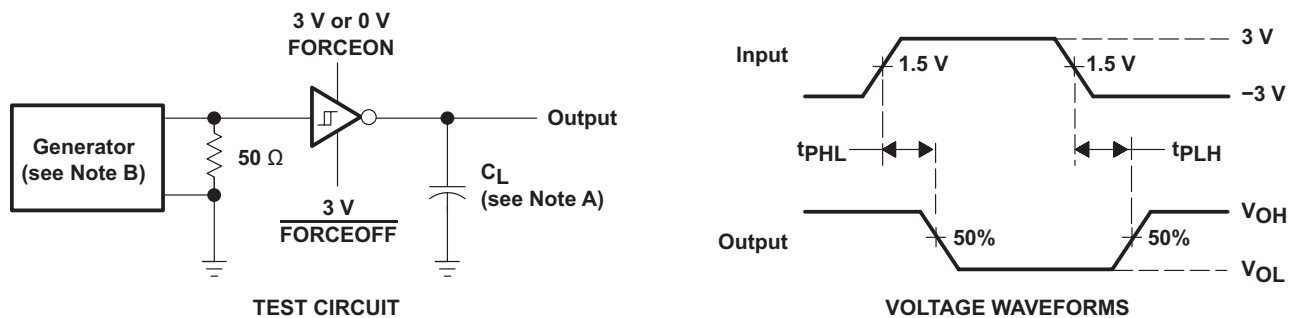 3 V or 0 V
FORCEON
Generator
(see Note B)
50 Ω
Output
CL
(see Note A)
3 V
FORCEOFF
TEST CIRCUIT
Input
3 V
1.5 V
1.5 V
−3 V
tPHL
tPLH
Output
VOH
50%
50%
VOL
VOLTAGE WAVEFORMS